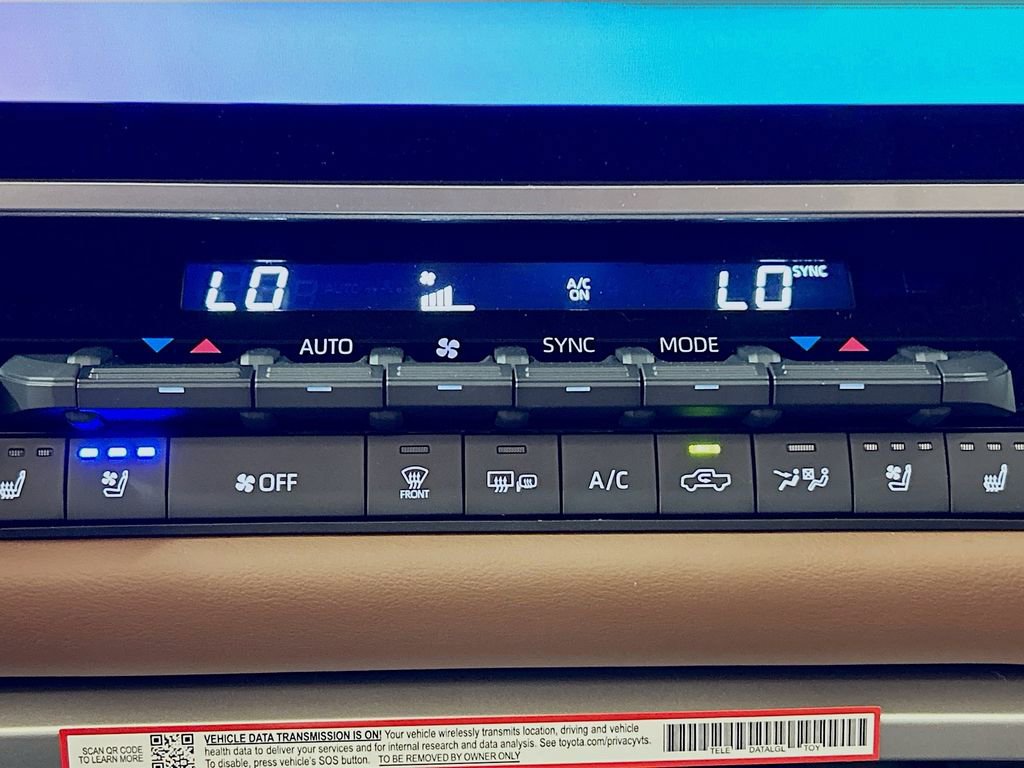 LO A/C ON LO SYNC
AUTO SYNC MODE
OFF FRONT A/C
SCAN QR CODE
TO LEARN MORE
VEHICLE DATA TRANSMISSION IS ON! Your vehicle wirelessly transmits location, driving and vehicle
health data to deliver your services and for internal research and data analysis. See toyota.com/privacyvts.
To disable, press vehicle's SOS button. TO BE REMOVED BY OWNER ONLY
TELE DATALGL TOY